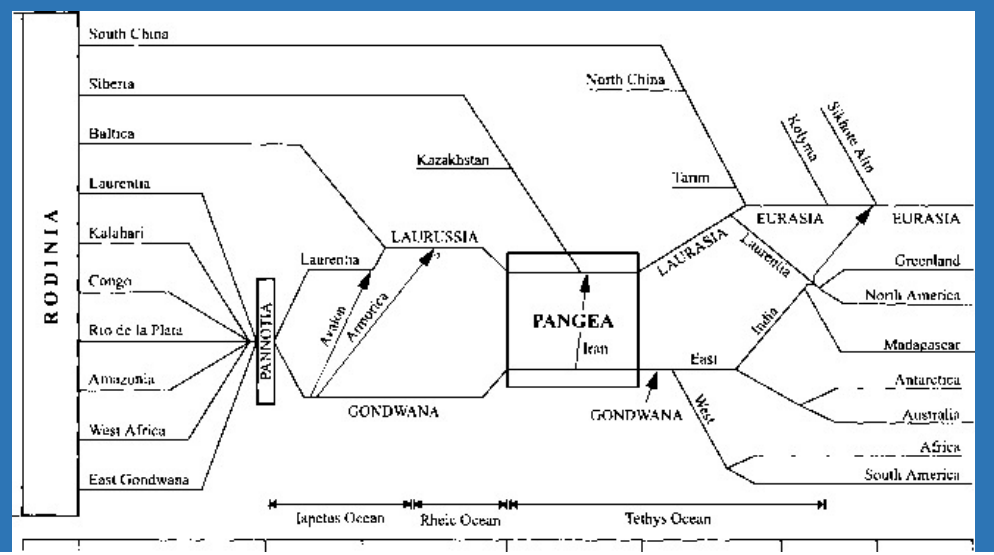 RODINIA
South China
Siberia
Baltica
Laurentia
Kalahari
Congo
Rio de la Plata
Amazonia
West Africa
East Gondwana
PANNOTIA
Laurentia
Avalon
Armorica
LAURUSSIA
GONDWANA
Kazakhstan
PANGEA
Iran
North China
Tarim
LAURASIA
GONDWANA
East
West
India
Laurentia
Kolyma
Sikhote Alin
EURASIA
EURASIA
Greenland
North America
Madagascar
Antarctica
Australia
Africa
South America
Iapetus Ocean
Rheic Ocean
Tethys Ocean